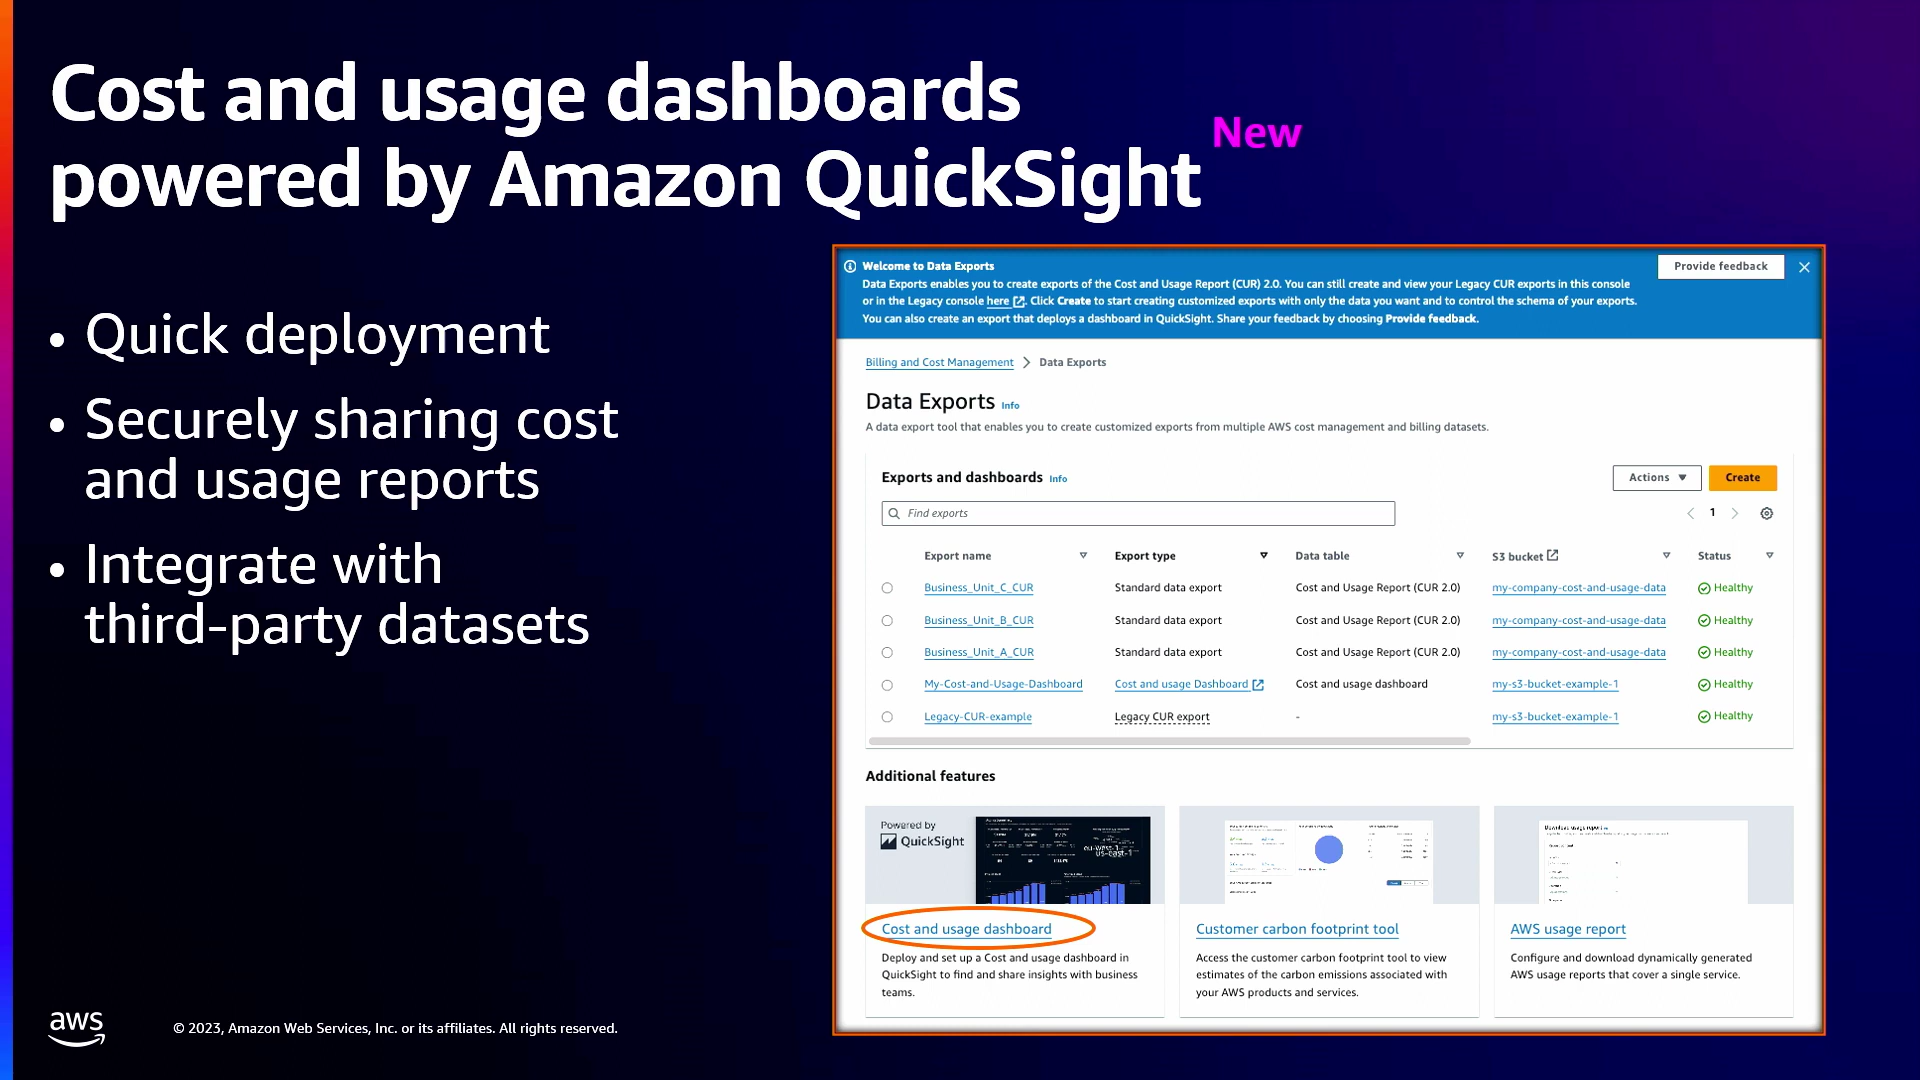 Cost and usage dashboards
powered by Amazon QuickSight
New
• Quick deployment
• Securely sharing cost
and usage reports
• Integrate with
third-party datasets
Welcome to Data Exports
Provide feedback
Data Exports enables you to create exports of the Cost and Usage Report (CUR) 2.0. You can still create and view your Legacy CUR exports in this console
or in the Legacy console here. Click Create to start creating customized exports with only the data you want and to control the schema of your exports.
You can also create an export that deploys a dashboard in QuickSight. Share your feedback by choosing Provide feedback.
Billing and Cost Management > Data Exports
Data Exports Info
A data export tool that enables you to create customized exports from multiple AWS cost management and billing datasets.
Exports and dashboards Info
Actions
Create
Find exports
1
Export name Export type Data table S3 bucket Status
Business_Unit_C_CUR Standard data export Cost and Usage Report (CUR 2.0) my-company-cost-and-usage-data Healthy
Business_Unit_B_CUR Standard data export Cost and Usage Report (CUR 2.0) my-company-cost-and-usage-data Healthy
Business_Unit_A_CUR Standard data export Cost and Usage Report (CUR 2.0) my-company-cost-and-usage-data Healthy
My-Cost-and-Usage-Dashboard Cost and usage Dashboard Cost and usage dashboard my-s3-bucket-example-1 Healthy
Legacy-CUR-example Legacy CUR export - my-s3-bucket-example-1 Healthy
Additional features
Powered by
QuickSight
eu-west-1
us-east-1
Download usage report
Cost and usage dashboard
Deploy and set up a Cost and usage dashboard in
QuickSight to find and share insights with business
teams.
Customer carbon footprint tool
Access the customer carbon footprint tool to view
estimates of the carbon emissions associated with
your AWS products and services.
AWS usage report
Configure and download dynamically generated
AWS usage reports that cover a single service.
aws
© 2023, Amazon Web Services, Inc. or its affiliates. All rights reserved.